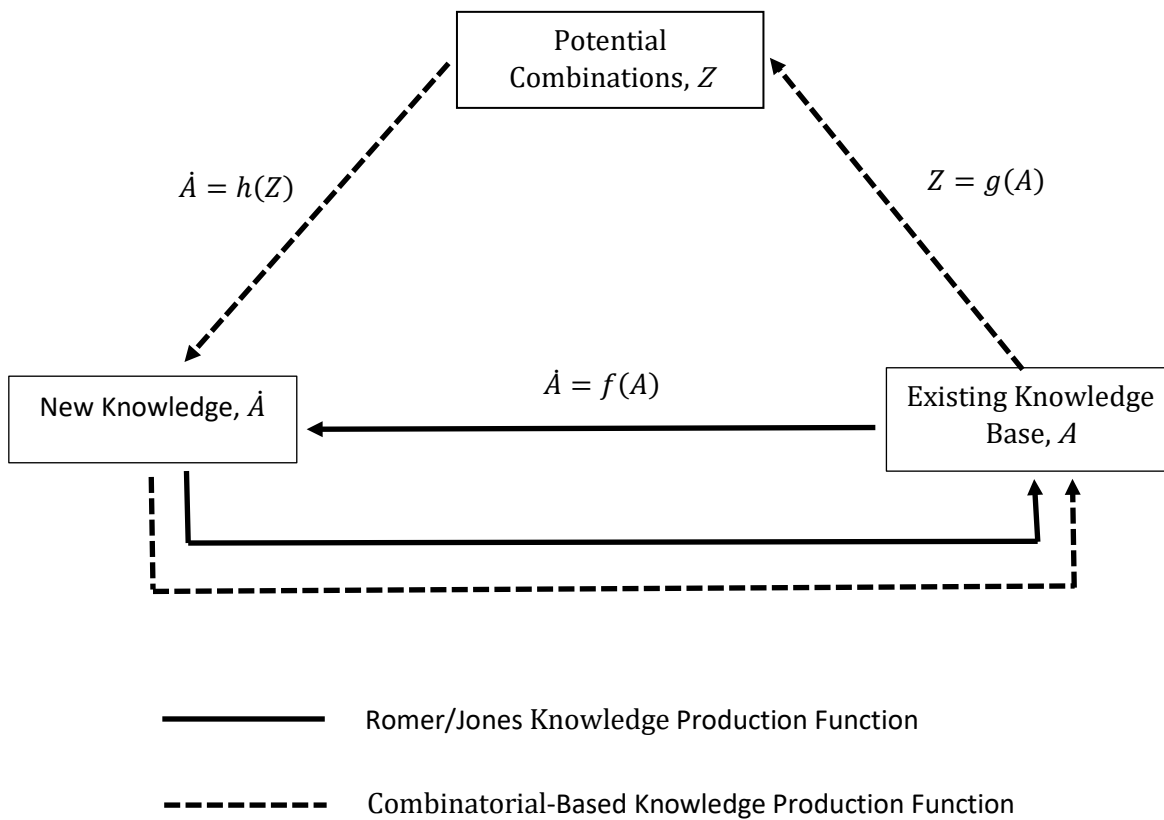 Potential
Combinations, Z
Ȧ = h(Z)
Z = g(A)
New Knowledge, Ȧ
Ȧ = f(A)
Existing Knowledge
Base, A
Romer/Jones Knowledge Production Function
Combinatorial-Based Knowledge Production Function